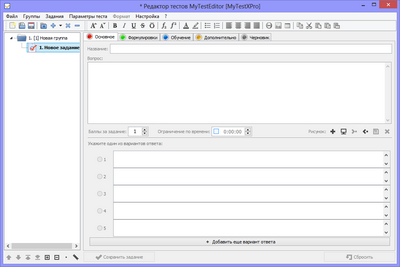 * Редактор тестов MyTestEditor [MyTestXPro]
Файл Группы Задания Параметры теста Формат Настройка ?
1. [1] Новая группа
1. Новое задание
Основное Формулировки Обучение Дополнительно Черновик
Название:
Вопрос:
Баллы за задание: 1 Ограничение по времени: 0:00:00 Рисунок:
Укажите один из вариантов ответа:
1
2
3
4
5
+ Добавить еще вариант ответа
Сохранить задание Сбросить